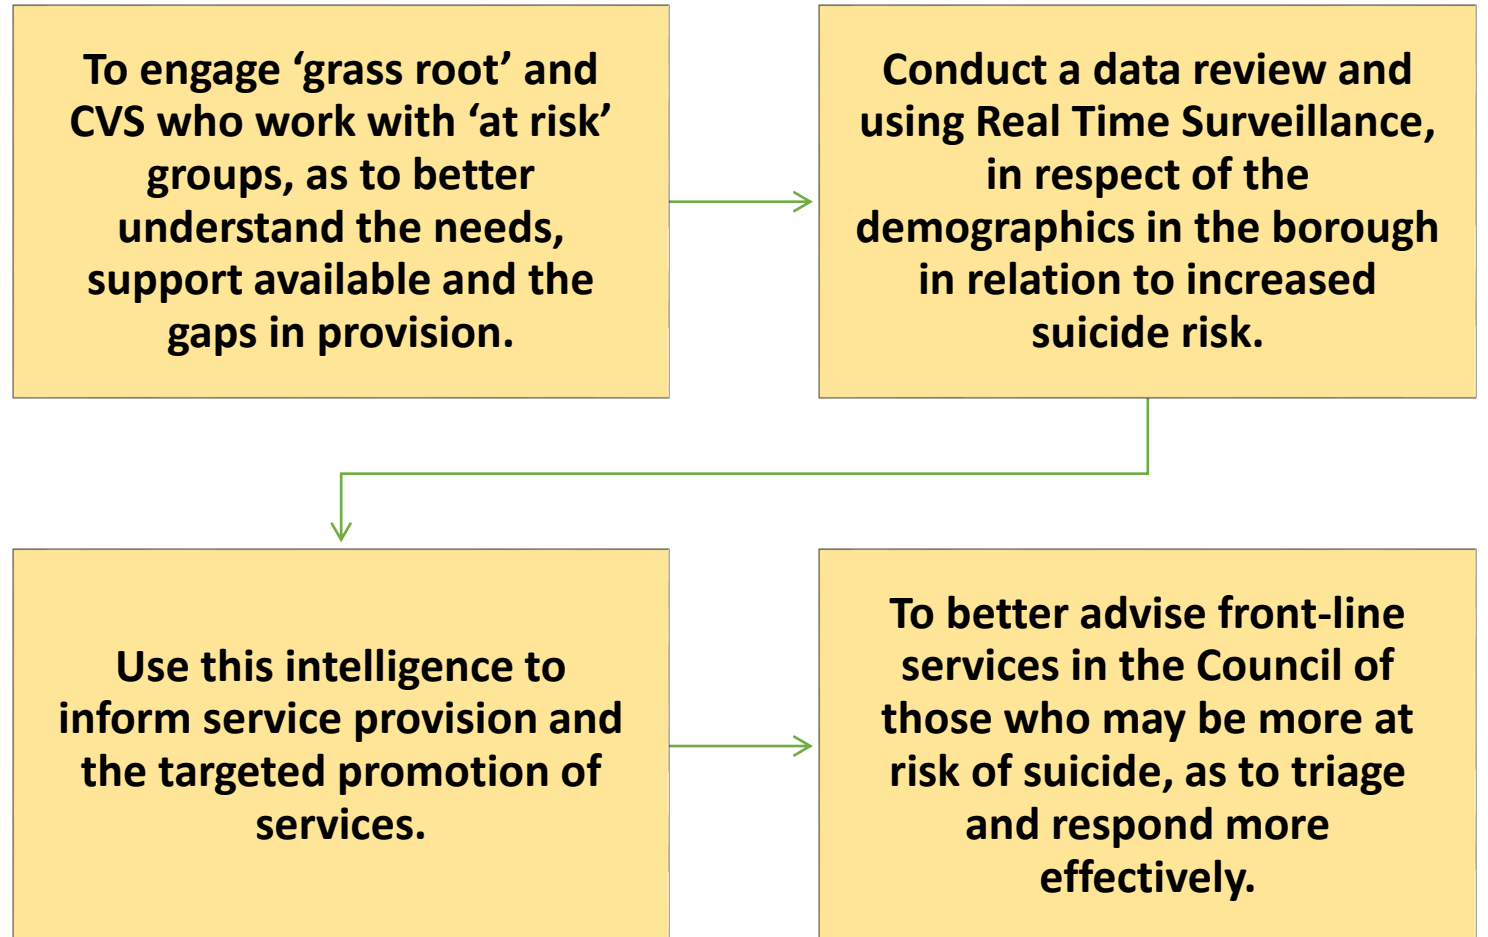 To engage ‘grass root’ and
CVS who work with ‘at risk’
groups, as to better
understand the needs,
support available and the
gaps in provision.
Conduct a data review and
using Real Time Surveillance,
in respect of the
demographics in the borough
in relation to increased
suicide risk.
Use this intelligence to
inform service provision and
the targeted promotion of
services.
To better advise front-line
services in the Council of
those who may be more at
risk of suicide, as to triage
and respond more
effectively.